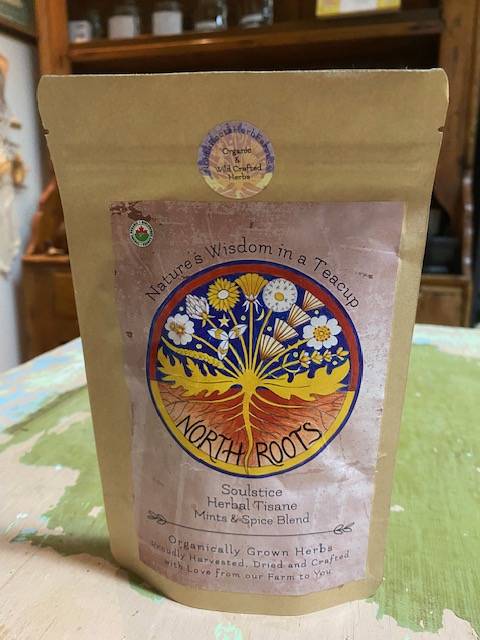 Organic
&
Wild Crafted
Herbs
Nature's Wisdom in a Teacup
NORTH ROOTS
Soulstice
Herbal Tisane
Mints & Spice Blend
Organically Grown Herbs
Proudly Harvested, Dried and Crafted
with Love from our Farm to You